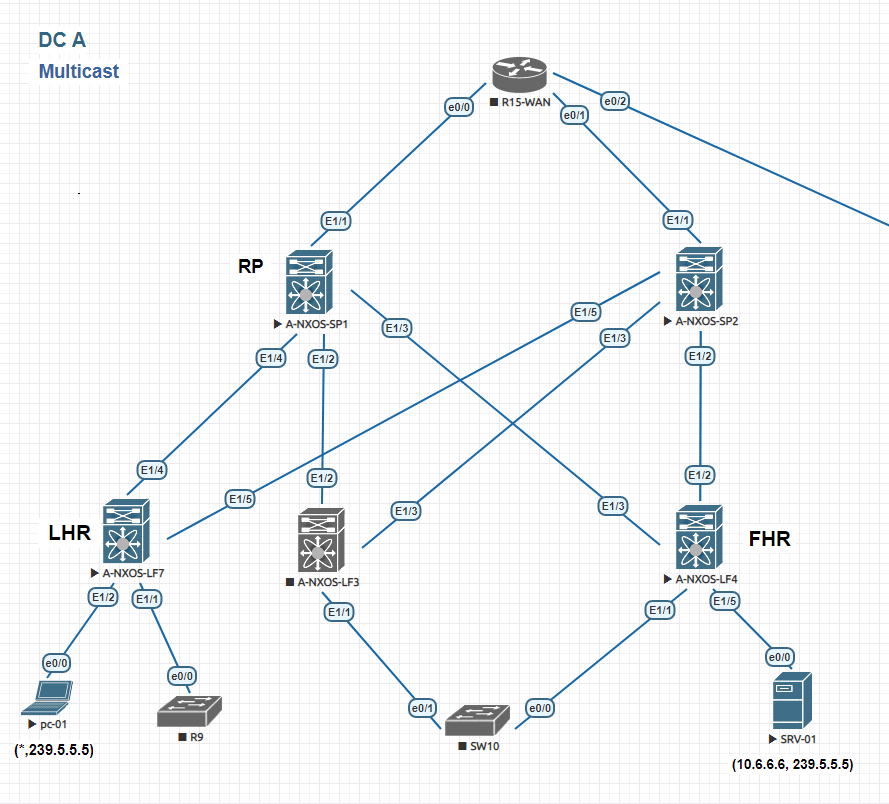 DC A
Multicast
R15-WAN
e0/0
e0/1
e0/2
E1/1
E1/1
RP
A-NXOS-SP1
A-NXOS-SP2
E1/3
E1/5
E1/3
E1/4
E1/2
E1/2
E1/4
E1/5
E1/2
E1/3
E1/3
E1/2
LHR
FHR
A-NXOS-LF7
A-NXOS-LF3
A-NXOS-LF4
E1/2
E1/1
E1/1
E1/1
E1/5
e0/0
e0/0
e0/1
e0/0
e0/0
pc-01
R9
SW10
SRV-01
(*,239.5.5.5)
(10.6.6.6, 239.5.5.5)